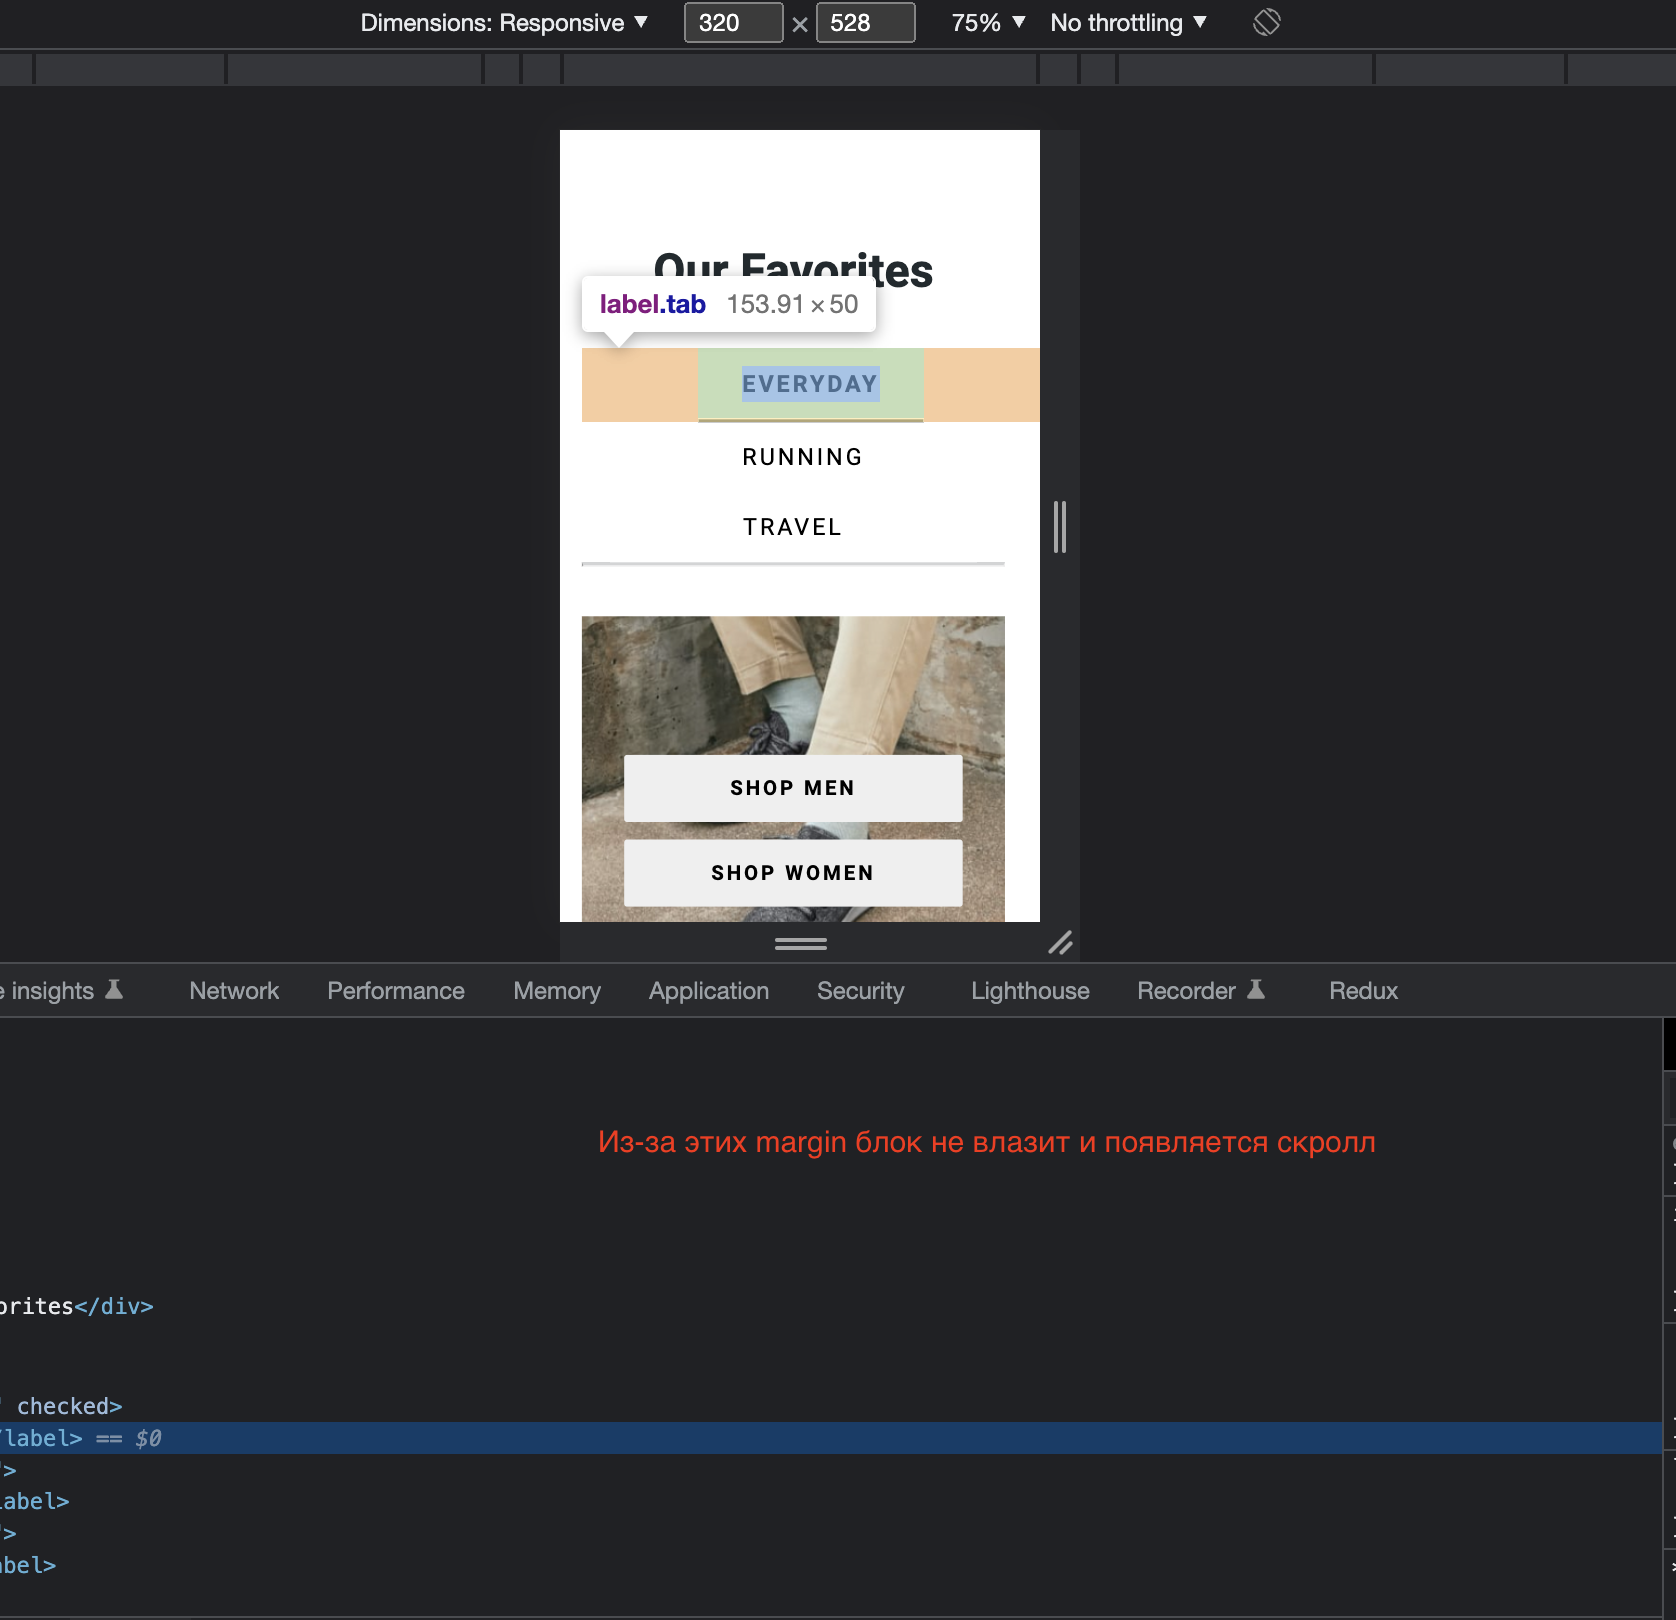 Dimensions: Responsive ▼ 320 × 528 75% ▼ No throttling ▼
Our Favorites
label.tab 153.91×50
EVERYDAY
RUNNING
TRAVEL
SHOP MEN
SHOP WOMEN
e insights Network Performance Memory Application Security Lighthouse Recorder Redux
Из-за этих margin блок не влазит и появляется скролл
orites</div>
" checked>
/label> == $0
">
label>
">
abel>